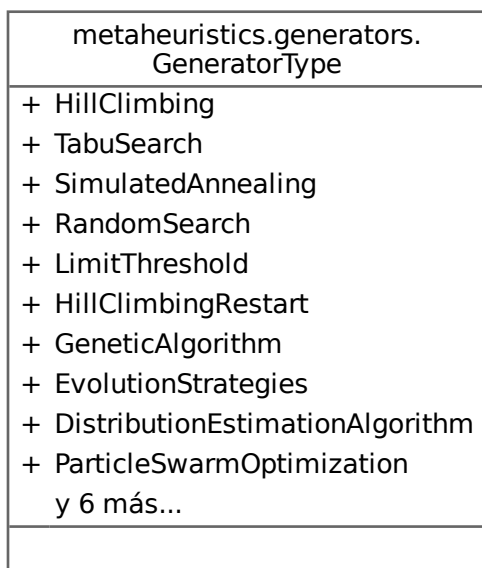 metaheuristics.generators.
GeneratorType
+ HillClimbing
+ TabuSearch
+ SimulatedAnnealing
+ RandomSearch
+ LimitThreshold
+ HillClimbingRestart
+ GeneticAlgorithm
+ EvolutionStrategies
+ DistributionEstimationAlgorithm
+ ParticleSwarmOptimization
y 6 más...